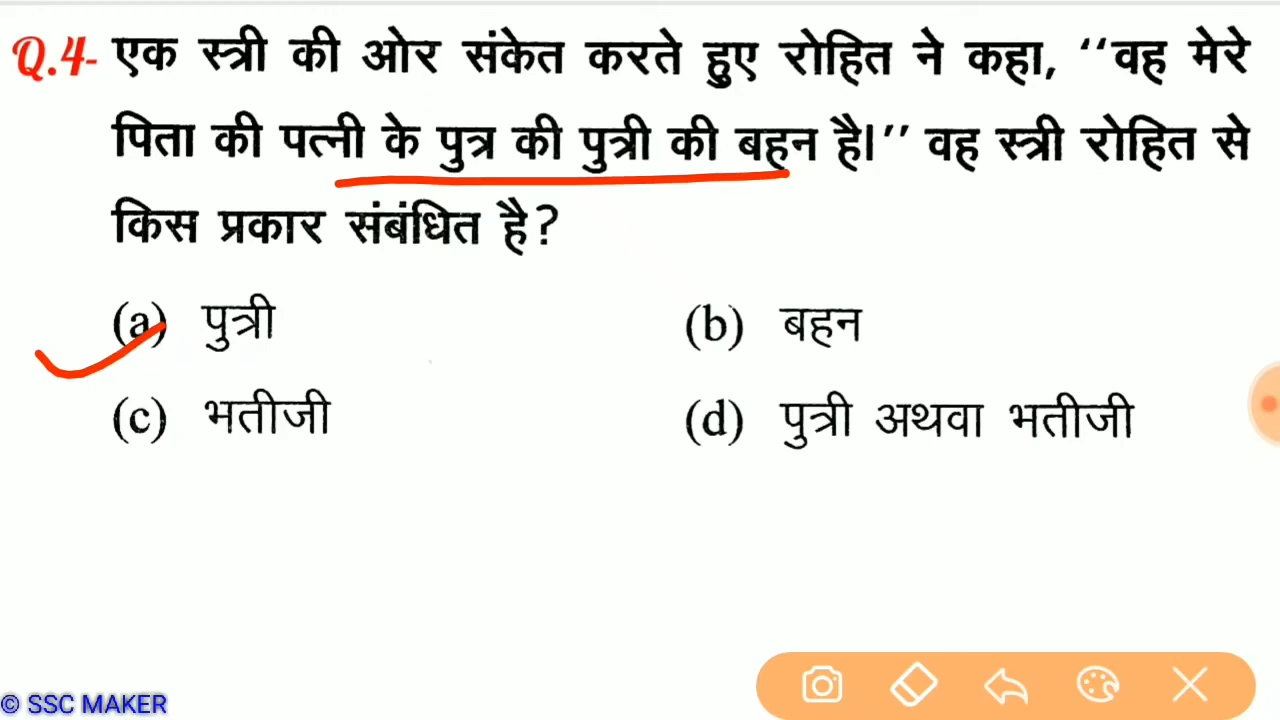 Q.4- एक स्त्री की ओर संकेत करते हुए रोहित ने कहा, ‘‘वह मेरे
पिता की पत्नी के पुत्र की पुत्री की बहन है।’’ वह स्त्री रोहित से
किस प्रकार संबंधित है?
(a) पुत्री (b) बहन
(c) भतीजी (d) पुत्री अथवा भतीजी
© SSC MAKER